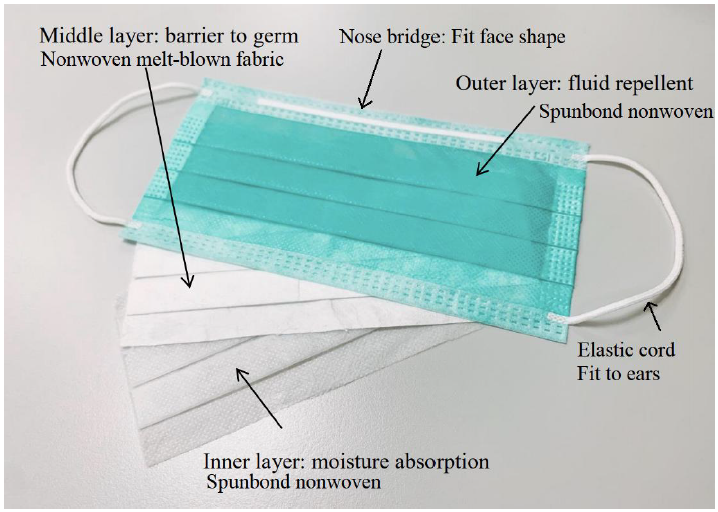 Middle layer: barrier to germ
Nonwoven melt-blown fabric
Nose bridge: Fit face shape
Outer layer: fluid repellent
Spunbond nonwoven
Elastic cord
Fit to ears
Inner layer: moisture absorption
Spunbond nonwoven